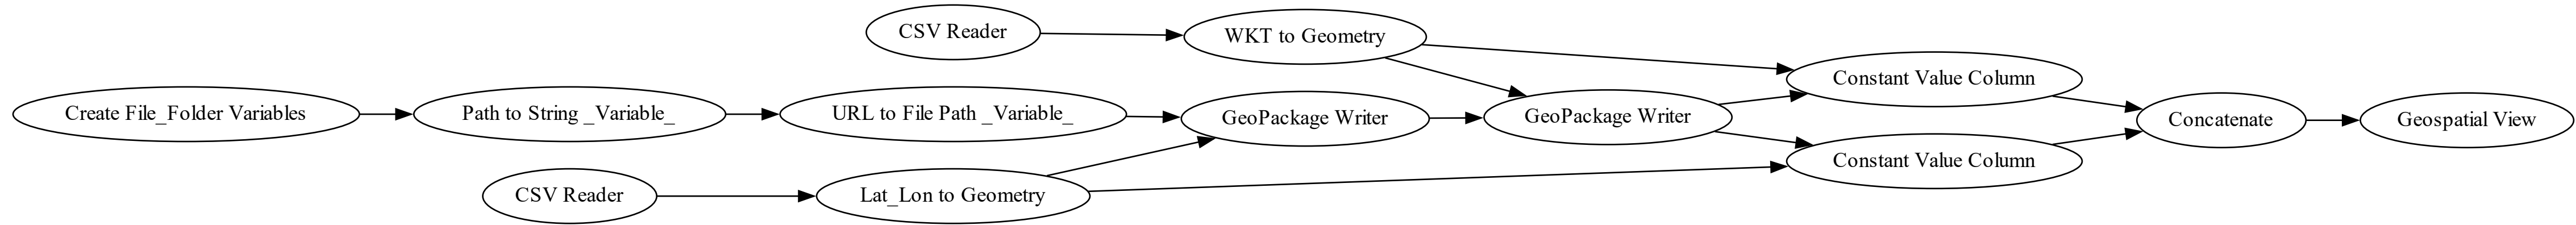 CSV Reader
WKT to Geometry
Constant Value Column
Create File_Folder Variables
Path to String _Variable_
URL to File Path _Variable_
GeoPackage Writer
GeoPackage Writer
Concatenate
Geospatial View
CSV Reader
Lat_Lon to Geometry
Constant Value Column